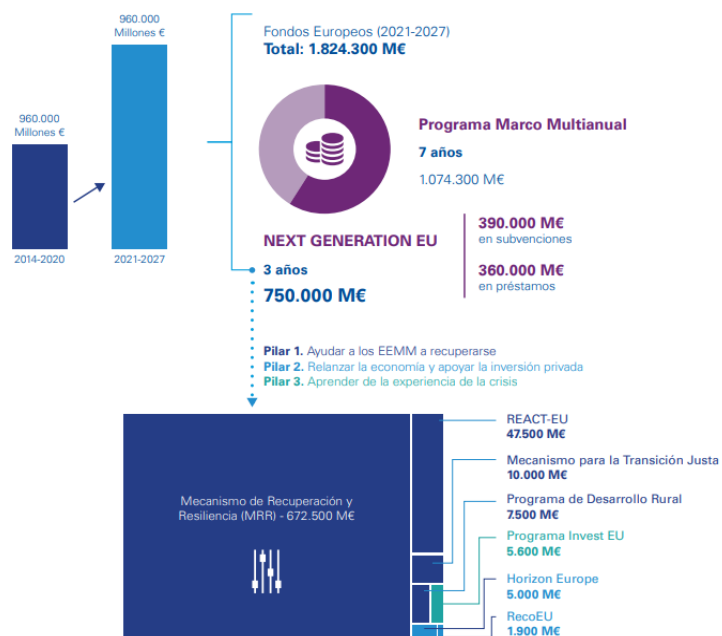 960.000
Millones €
960.000
Millones €
2014-2020
2021-2027
Fondos Europeos (2021-2027)
Total: 1.824.300 M€
Programa Marco Multianual
7 años
1.074.300 M€
NEXT GENERATION EU
3 años
750.000 M€
390.000 M€
en subvenciones
360.000 M€
en préstamos
Pilar 1. Ayudar a los EEMM a recuperarse
Pilar 2. Relanzar la economía y apoyar la inversión privada
Pilar 3. Aprender de la experiencia de la crisis
Mecanismo de Recuperación y
Resiliencia (MRR) - 672.500 M€
REACT-EU
47.500 M€
Mecanismo para la Transición Justa
10.000 M€
Programa de Desarrollo Rural
7.500 M€
Programa Invest EU
5.600 M€
Horizon Europe
5.000 M€
RecoEU
1.900 M€